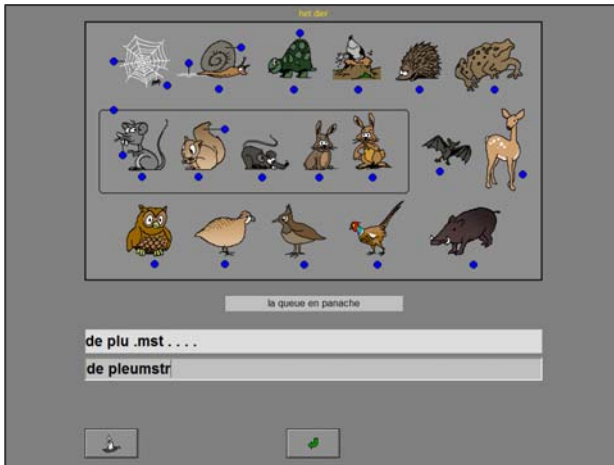 het dier
la queue en panache
de plu .mst . . . .
de pleumstr